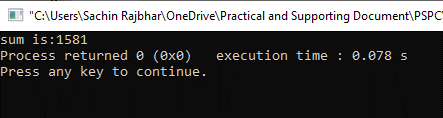 "C:\Users\Sachin Rajbhar\OneDrive\Practical and Supporting Document\PSPC\
sum is:1581
Process returned 0 (0x0)   execution time : 0.078 s
Press any key to continue.